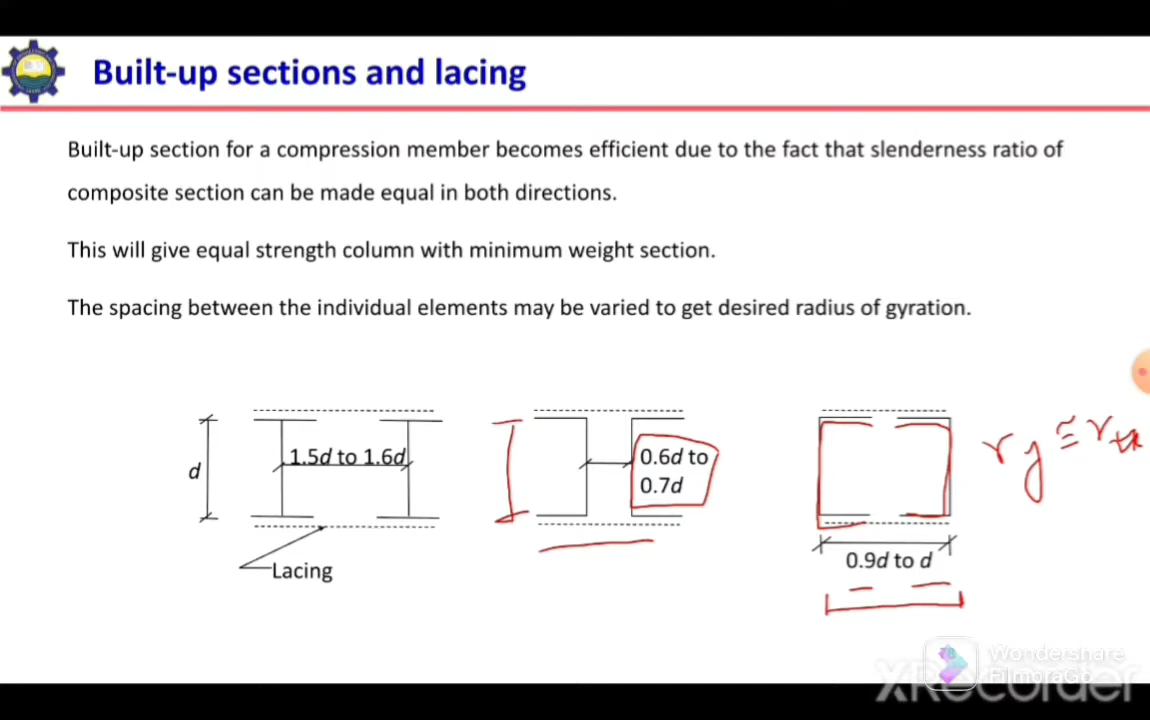 Built-up sections and lacing
Built-up section for a compression member becomes efficient due to the fact that slenderness ratio of
composite section can be made equal in both directions.
This will give equal strength column with minimum weight section.
The spacing between the individual elements may be varied to get desired radius of gyration.
d
1.5d to 1.6d
0.6d to
0.7d
ry ≅ r
0.9d to d
Lacing
Wondershare
FilmoraGo
XRecorder